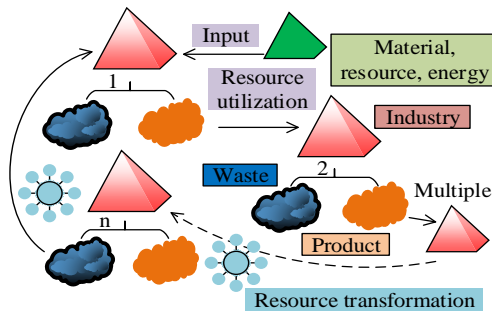 Input
Material,
resource, energy
1
Resource
utilization
Industry
Waste
2
Multiple
n
Product
Resource transformation